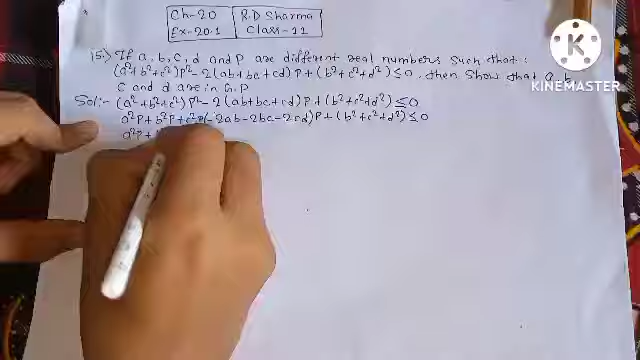 Ch-20 R.D Sharma
Ex-20.1 Class-11
15.> If a, b, c, d and P are different real numbers such that:
(a²+b²+c²)P²-2(ab+bc+cd)P+(b²+c²+d²)≤0, then show that a, b,
c and d are in G.P
Sol:- (a²+b²+c²)P²-2(ab+bc+cd)P+(b²+c²+d²)≤0
a²P+b²P+c²P(-2ab-2bc-2cd)P+(b²+c²+d²)≤0
a²P+
KINEMASTER